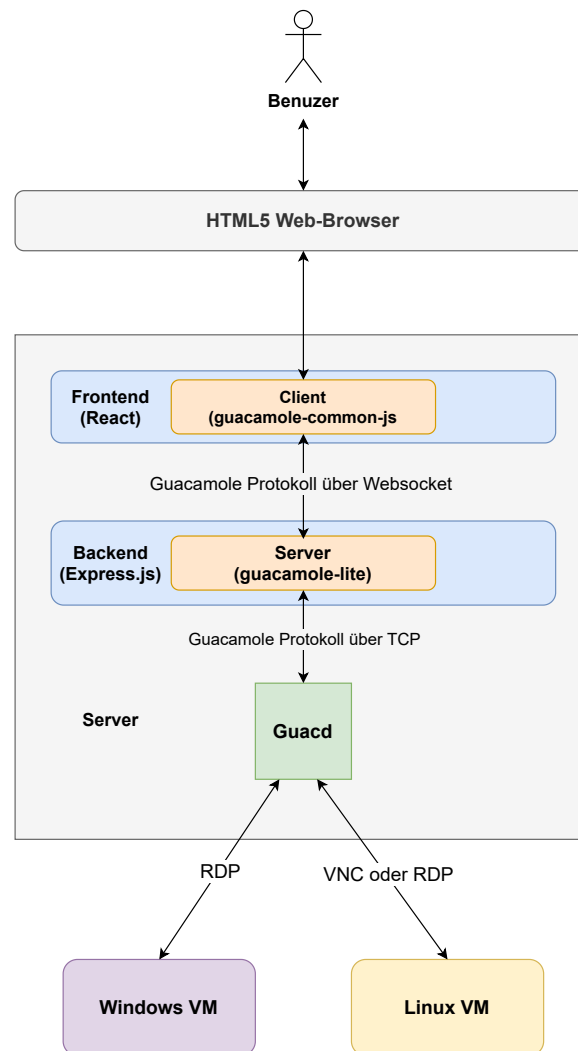 Benuzer
HTML5 Web-Browser
Frontend
(React)
Client
(guacamole-common-js
Guacamole Protokoll über Websocket
Backend
(Express.js)
Server
(guacamole-lite)
Guacamole Protokoll über TCP
Server
Guacd
RDP
VNC oder RDP
Windows VM
Linux VM